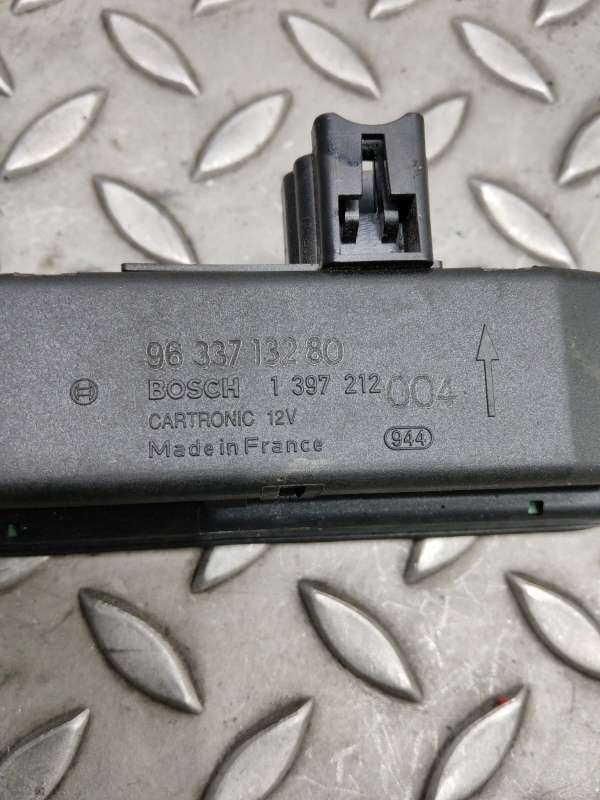 96 337 132 80
BOSCH 1 397 212 004
CARTRONIC 12V
Made in France
944